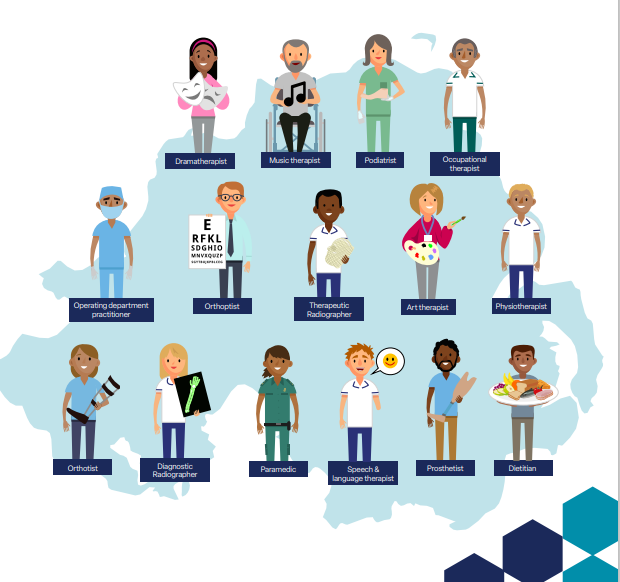 Dramatherapist
Music therapist
Podiatrist
Occupational
therapist
Operating department
practitioner
E
RFKL
SDGHIO
MNVXQUZP
Orthoptist
Therapeutic
Radiographer
Art therapist
Physiotherapist
Orthotist
Diagnostic
Radiographer
Paramedic
Speech &
language therapist
Prosthetist
Dietitian